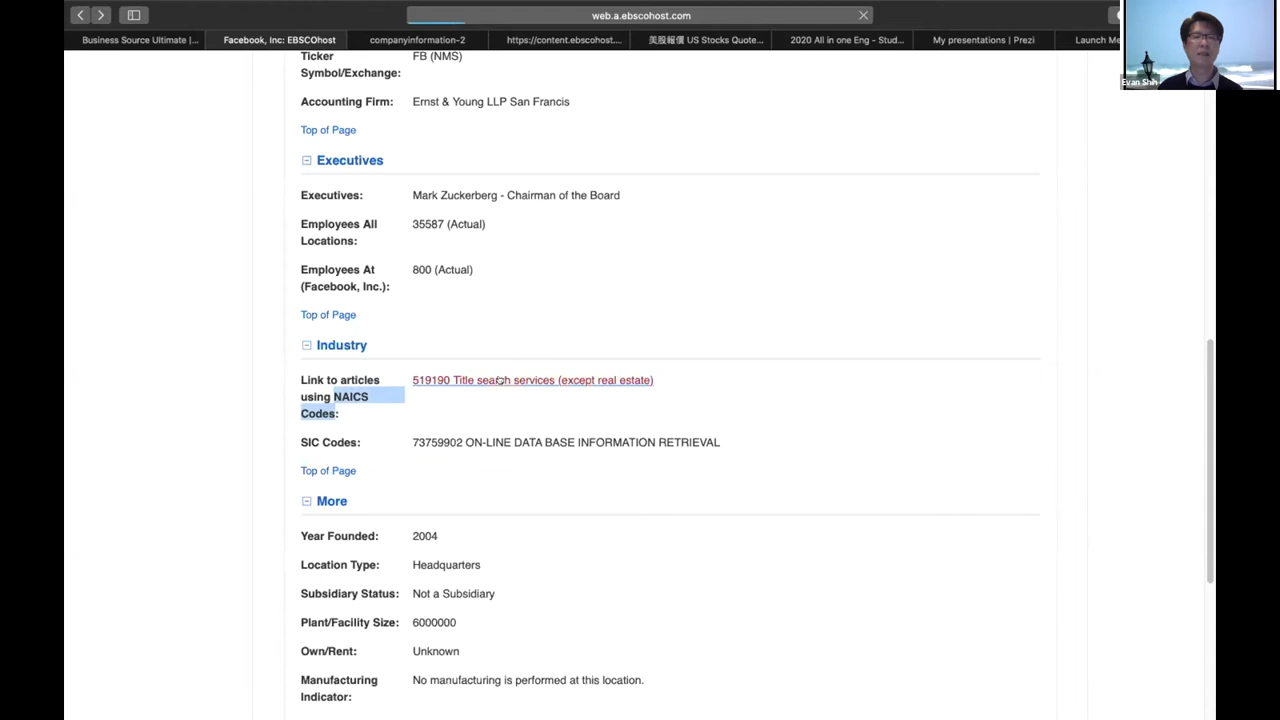 web.a.ebscohost.com
Business Source Ultimate |...
Facebook, Inc: EBSCOhost
companyinformation-2
https://content.ebscohost....
美股報價 US Stocks Quote...
2020 All in one Eng - Stud...
My presentations | Prezi
Launch Me
Evan Shih
Ticker FB (NMS)
Symbol/Exchange:
Accounting Firm: Ernst & Young LLP San Francis
Top of Page
Executives
Executives: Mark Zuckerberg - Chairman of the Board
Employees All 35587 (Actual)
Locations:
Employees At 800 (Actual)
(Facebook, Inc.):
Top of Page
Industry
Link to articles 519190 Title search services (except real estate)
using NAICS
Codes:
SIC Codes: 73759902 ON-LINE DATA BASE INFORMATION RETRIEVAL
Top of Page
More
Year Founded: 2004
Location Type: Headquarters
Subsidiary Status: Not a Subsidiary
Plant/Facility Size: 6000000
Own/Rent: Unknown
Manufacturing No manufacturing is performed at this location.
Indicator: